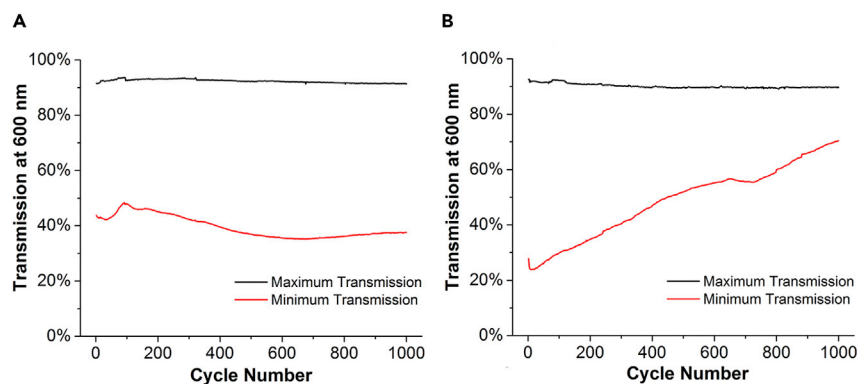 A
Transmission at 600 nm
100%
80%
60%
40%
20%
0%
0
200
400
600
800
1000
Cycle Number
Maximum Transmission
Minimum Transmission
B
Transmission at 600 nm
100%
80%
60%
40%
20%
0%
0
200
400
600
800
1000
Cycle Number
Maximum Transmission
Minimum Transmission